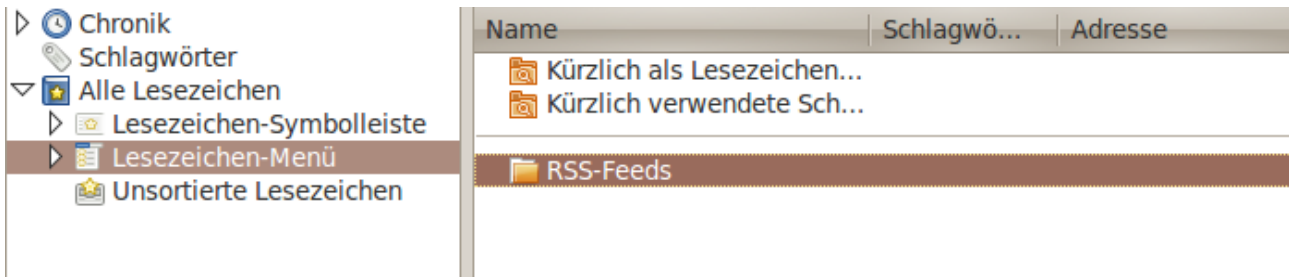 Chronik
Schlagwörter
Alle Lesezeichen
Lesezeichen-Symbolleiste
Lesezeichen-Menü
Unsortierte Lesezeichen
Name Schlagwö... Adresse
Kürzlich als Lesezeichen...
Kürzlich verwendete Sch...
RSS-Feeds